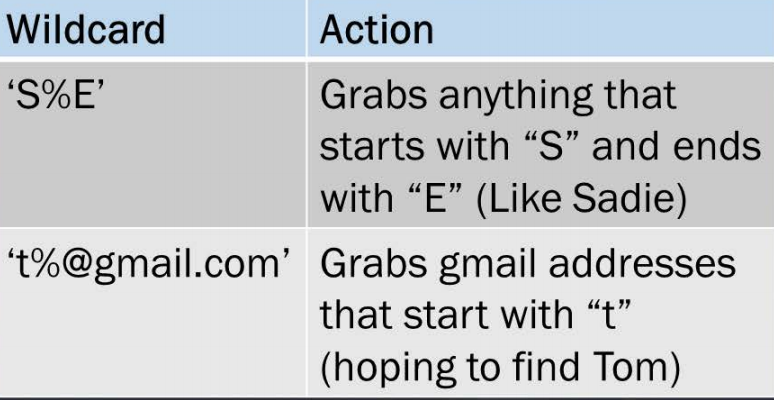 Wildcard
Action
‘S%E’
Grabs anything that
starts with “S” and ends
with “E” (Like Sadie)
‘t%@gmail.com’
Grabs gmail addresses
that start with “t”
(hoping to find Tom)